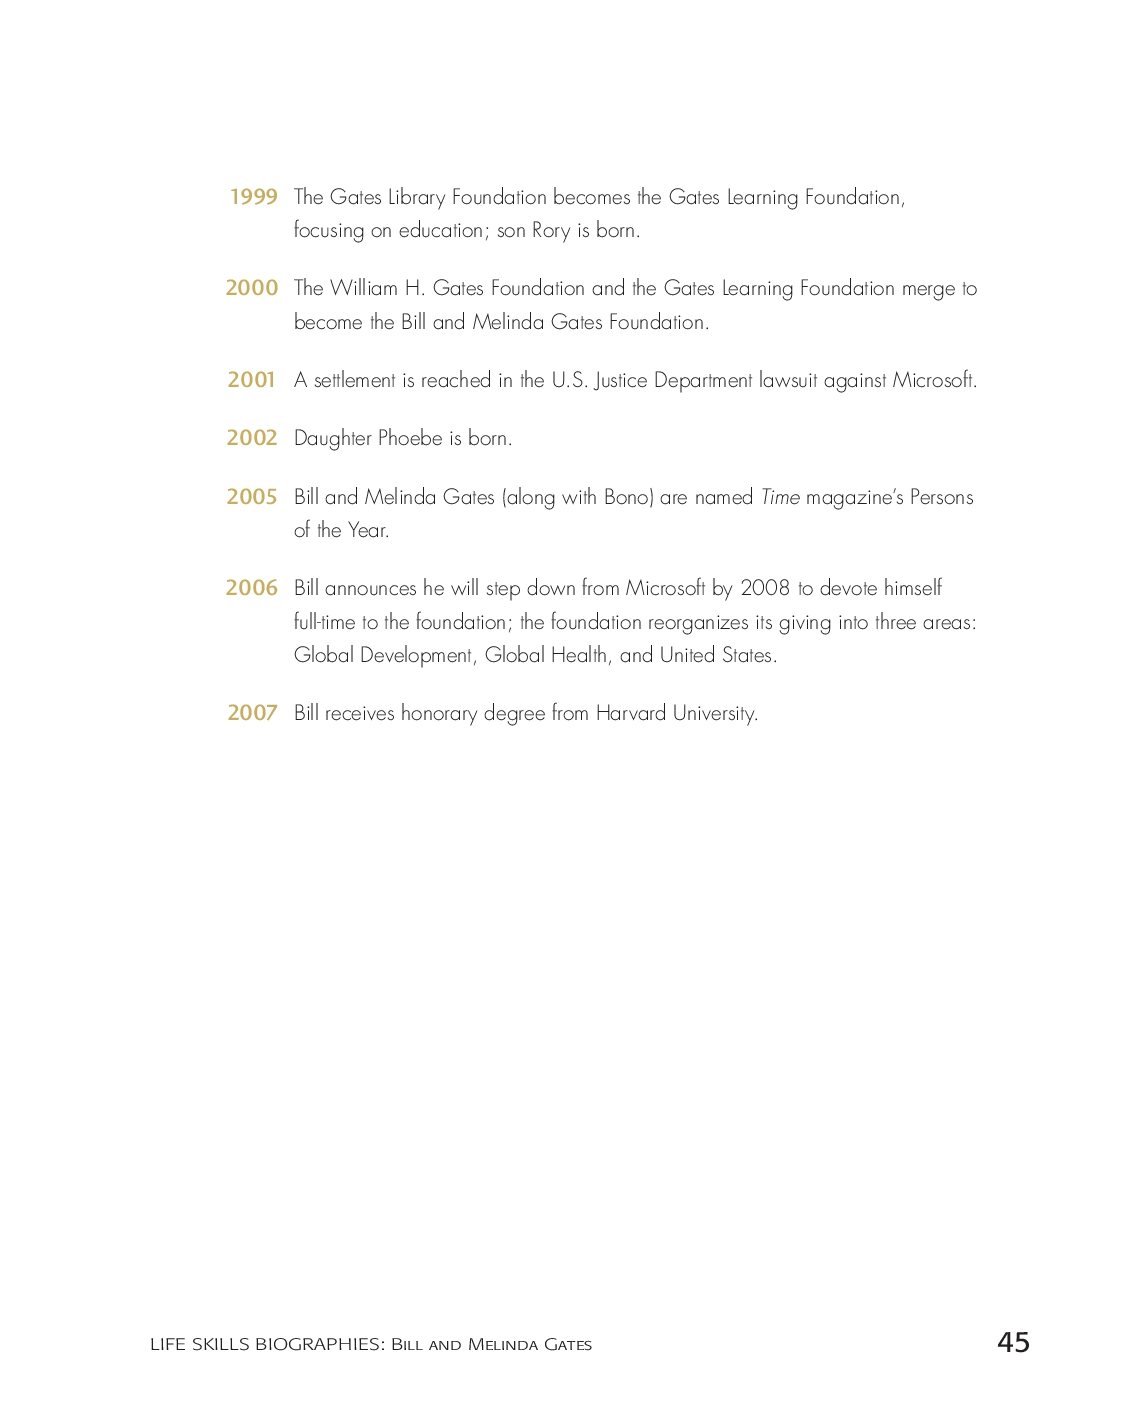 1999 The Gates Library Foundation becomes the Gates Learning Foundation,
focusing on education; son Rory is born.
2000 The William H. Gates Foundation and the Gates Learning Foundation merge to
become the Bill and Melinda Gates Foundation.
2001 A settlement is reached in the U.S. Justice Department lawsuit against Microsoft.
2002 Daughter Phoebe is born.
2005 Bill and Melinda Gates (along with Bono) are named Time magazine’s Persons
of the Year.
2006 Bill announces he will step down from Microsoft by 2008 to devote himself
full-time to the foundation; the foundation reorganizes its giving into three areas:
Global Development, Global Health, and United States.
2007 Bill receives honorary degree from Harvard University.
LIFE SKILLS BIOGRAPHIES: Bill and Melinda Gates 45